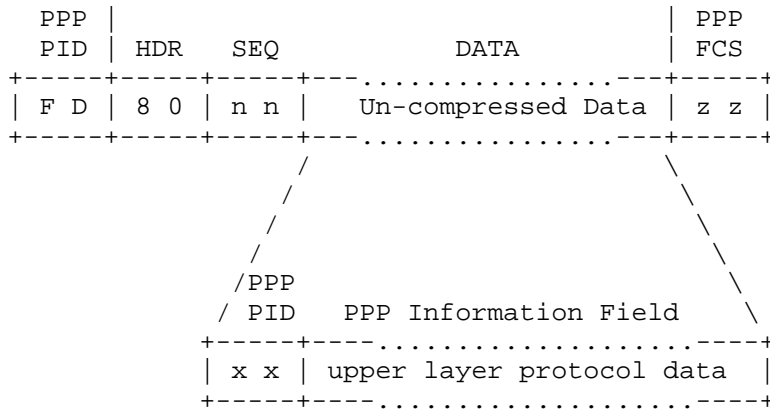 PPP | | PPP
PID | HDR SEQ DATA | FCS
+-----+-----+-----+---................---+-----+
| F D | 8 0 | n n | Un-compressed Data | z z |
+-----+-----+-----+---................---+-----+
/ \
/ \
/ \
/ \
/PPP \
/ PID PPP Information Field \
+-----+----.....................----+
| x x | upper layer protocol data |
+-----+----.....................----+